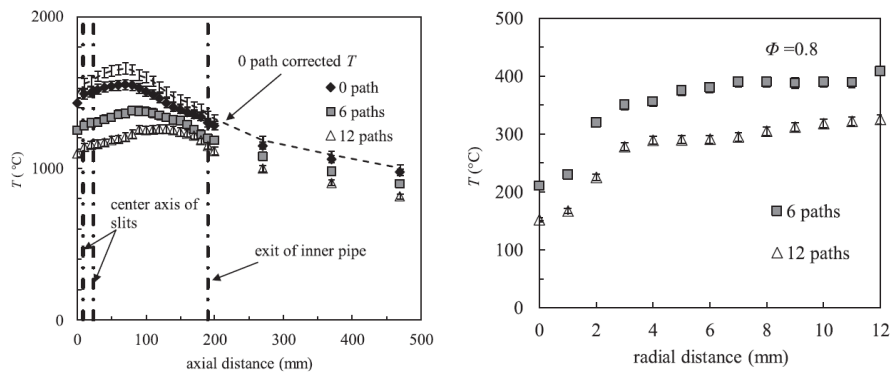 2000
1000
0
T (°C)
0 path corrected T
0 path
6 paths
12 paths
center axis of
slits
exit of inner pipe
0 100 200 300 400 500
axial distance (mm)
500
400
300
200
100
0
T (°C)
Φ =0.8
6 paths
12 paths
0 2 4 6 8 10 12
radial distance (mm)